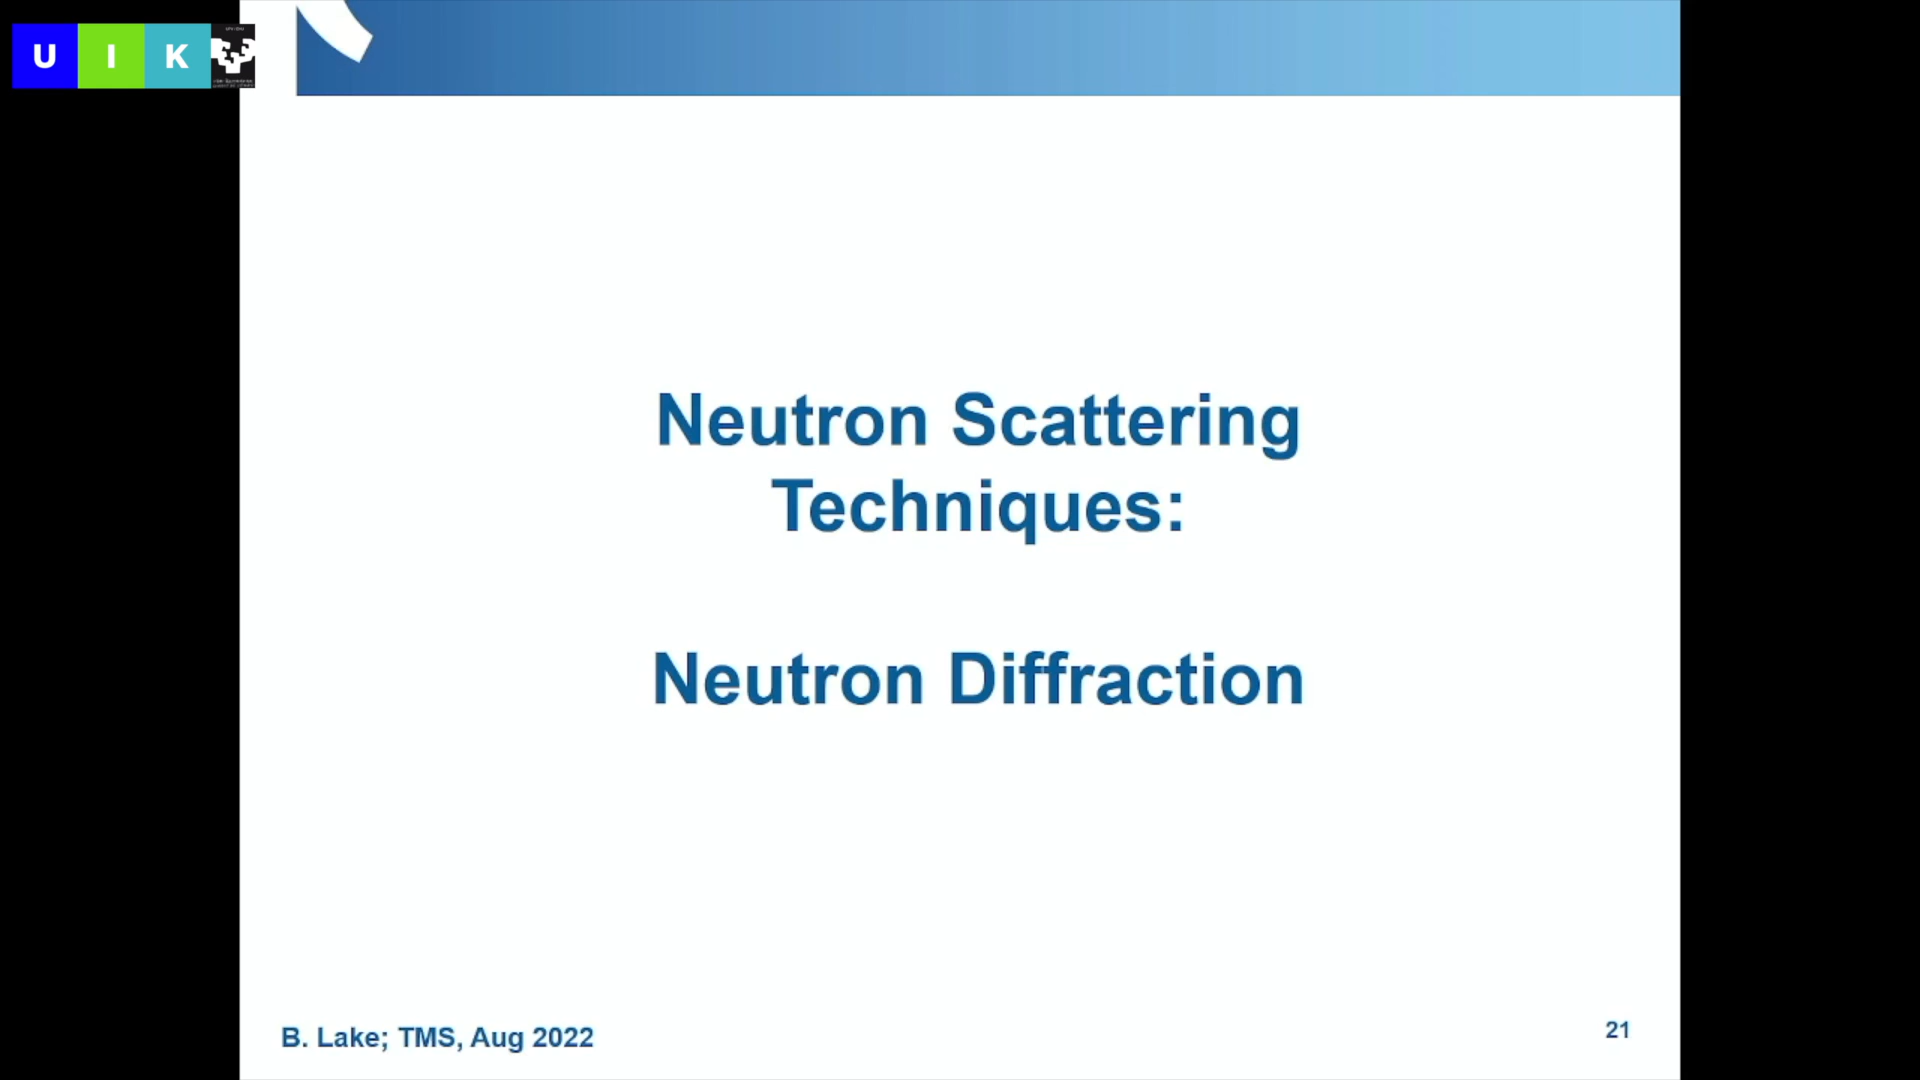 U I K
Neutron Scattering
Techniques:
Neutron Diffraction
B. Lake; TMS, Aug 2022
21